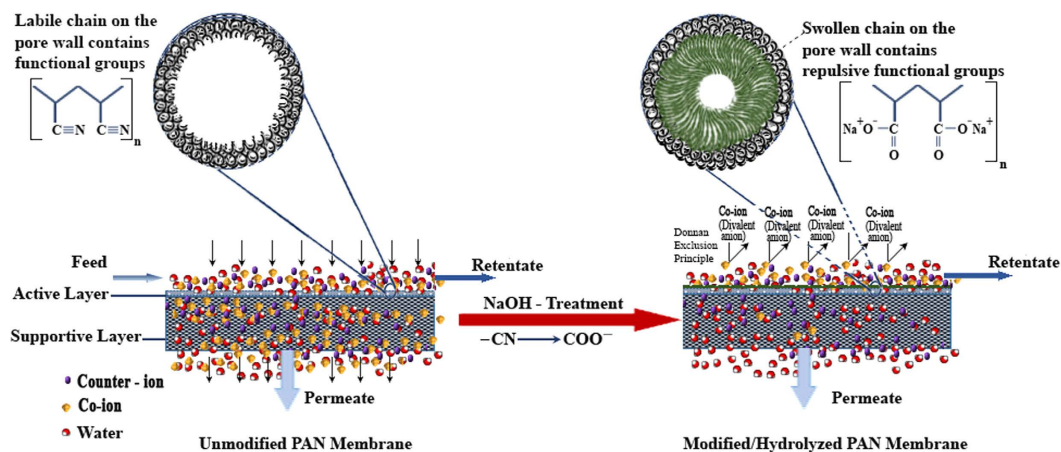 Labile chain on the
pore wall contains
functional groups
C≡N C≡N
n
Swollen chain on the
pore wall contains
repulsive functional groups
Na⁺O⁻ C C O⁻Na⁺
O O
n
Feed
Active Layer
Supportive Layer
Retentate
Counter - ion
Co-ion
Water
Permeate
Unmodified PAN Membrane
NaOH - Treatment
−CN → COO⁻
Donnan
Exclusion
Principle
Co-ion
(Divalent
anion)
Co-ion
(Divalent
anion)
Co-ion
(Divalent
anion)
Co-ion
(Divalent
anion)
Retentate
Permeate
Modified/Hydrolyzed PAN Membrane